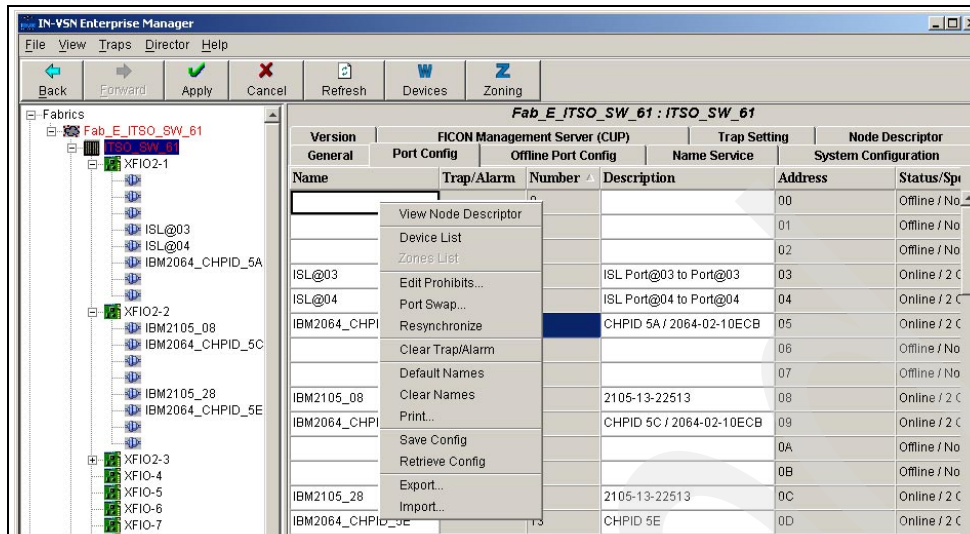 IN-VSN Enterprise Manager
File View Traps Director Help
Back Forward Apply Cancel Refresh Devices Zoning
Fabrics
Fab_E_ITSO_SW_61
ITSO_SW_61
XFIO2-1
ISL@03
ISL@04
IBM2064_CHPID_5A
XFIO2-2
IBM2105_08
IBM2064_CHPID_5C
IBM2105_28
IBM2064_CHPID_5E
XFIO2-3
XFIO-4
XFIO-5
XFIO-6
XFIO-7
Fab_E_ITSO_SW_61 : ITSO_SW_61
Version FICON Management Server (CUP) Trap Setting Node Descriptor
General Port Config Offline Port Config Name Service System Configuration
Name Trap/Alarm Number Description Address
00 Offline / No
01 Offline / No
02 Offline / No
ISL@03 ISL Port@03 to Port@03 03 Online / 2
ISL@04 ISL Port@04 to Port@04 04 Online / 2
IBM2064_CHPI CHPID 5A / 2064-02-10ECB 05 Online / 2
06 Offline / No
07 Offline / No
IBM2105_08 2105-13-22513 08 Online / 2
IBM2064_CHPI CHPID 5C / 2064-02-10ECB 09 Online / 2
0A Offline / No
0B Offline / No
IBM2105_28 2105-13-22513 0C Online / 2
IBM2064_CHPID_5E 13 CHPID 5E 0D Online / 2
View Node Descriptor
Device List
Zones List
Edit Prohibits...
Port Swap...
Resynchronize
Clear Trap/Alarm
Default Names
Clear Names
Print...
Save Config
Retrieve Config
Export...
Import...